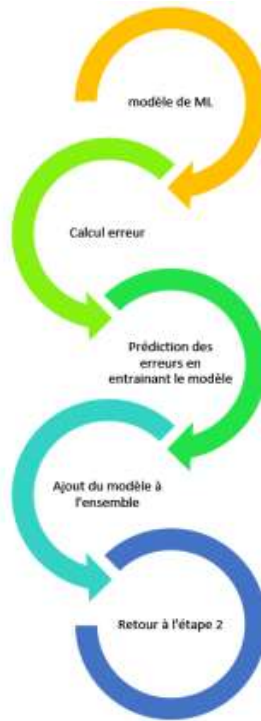 modèle de ML
Calcul erreur
Prédiction des
erreurs en
entrainant le modèle
Ajout du modèle à
l'ensemble
Retour à l'étape 2